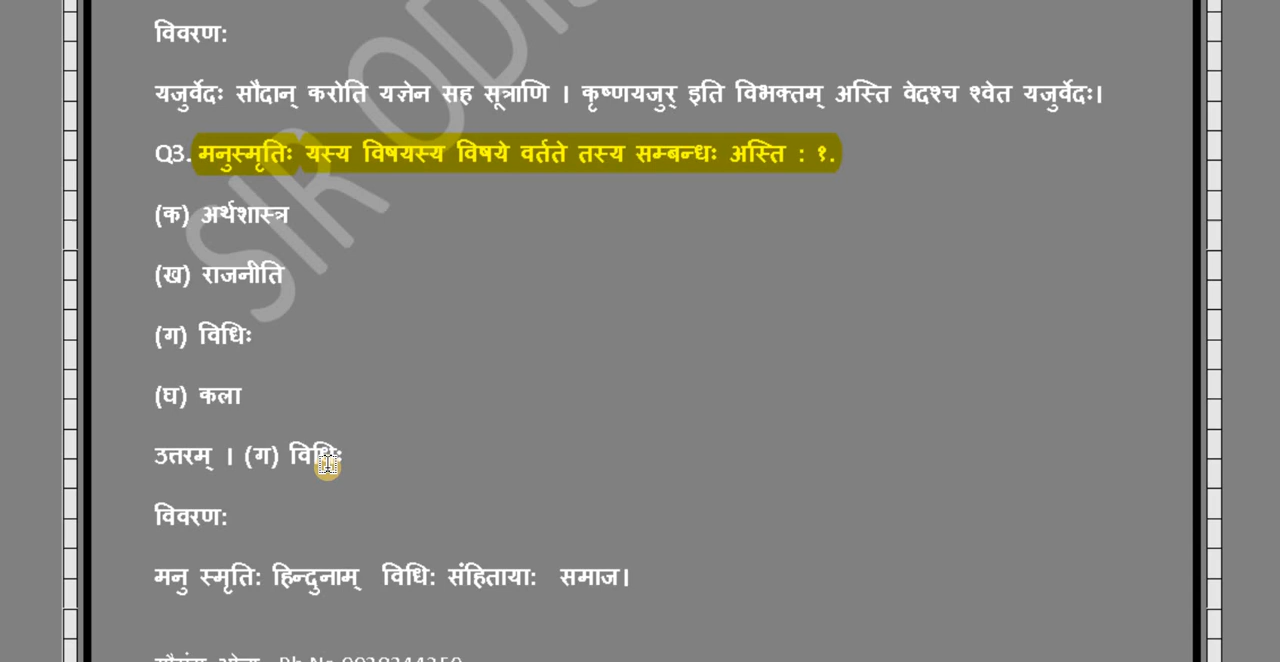 विवरण:
यजुर्वेदः सौदान् करोति यज्ञेन सह सूत्राणि । कृष्णयजुर् इति विभक्तम् अस्ति वेदश्च श्वेत यजुर्वेदः।
Q3. मनुस्मृतिः यस्य विषयस्य विषये वर्तते तस्य सम्बन्धः अस्ति : १.
(क) अर्थशास्त्र
(ख) राजनीति
(ग) विधिः
(घ) कला
उत्तरम् । (ग) विधिः
विवरण:
मनु स्मृति: हिन्दुनाम् विधि: संहिताया: समाज।
SIR